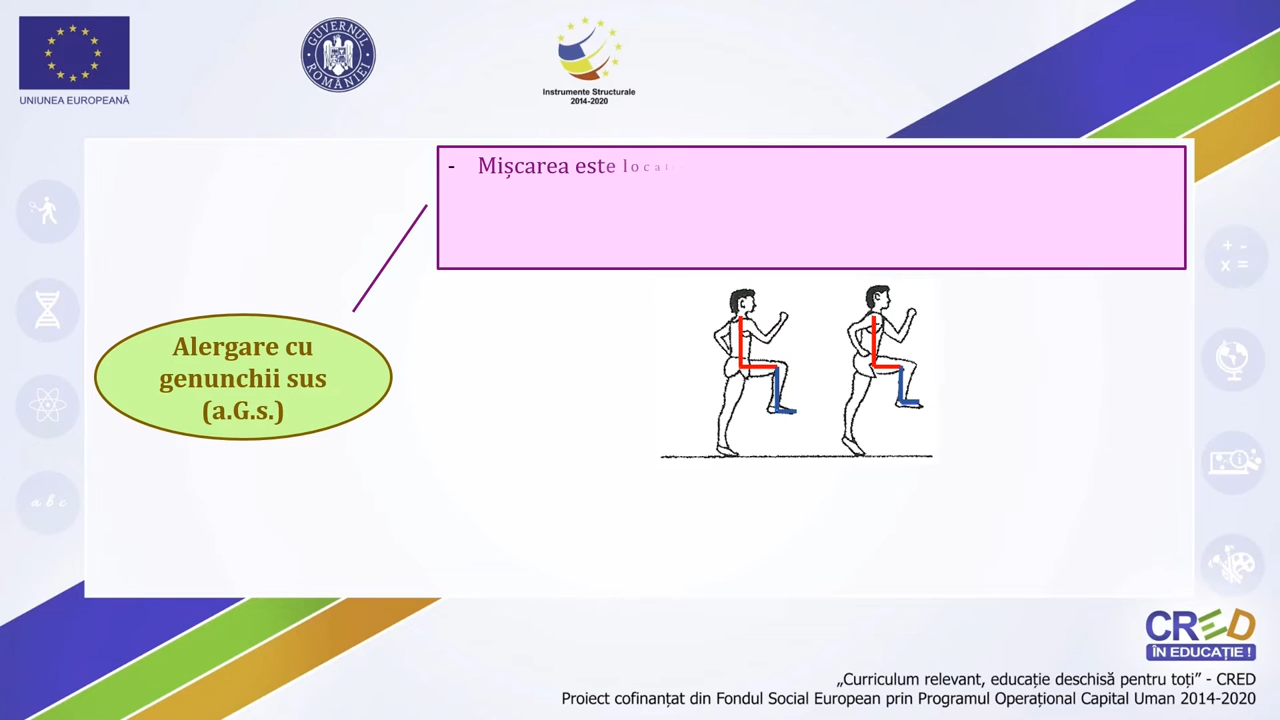 UNIUNEA EUROPEANĂ
GUVERNUL ROMÂNIEI
Instrumente Structurale
2014-2020
- Mișcarea este
Alergare cu
genunchii sus
(a.G.s.)
+ -
x =
a b c
CRED
ÎN EDUCAȚIE !
„Curriculum relevant, educație deschisă pentru toți” - CRED
Proiect cofinanțat din Fondul Social European prin Programul Operațional Capital Uman 2014-2020